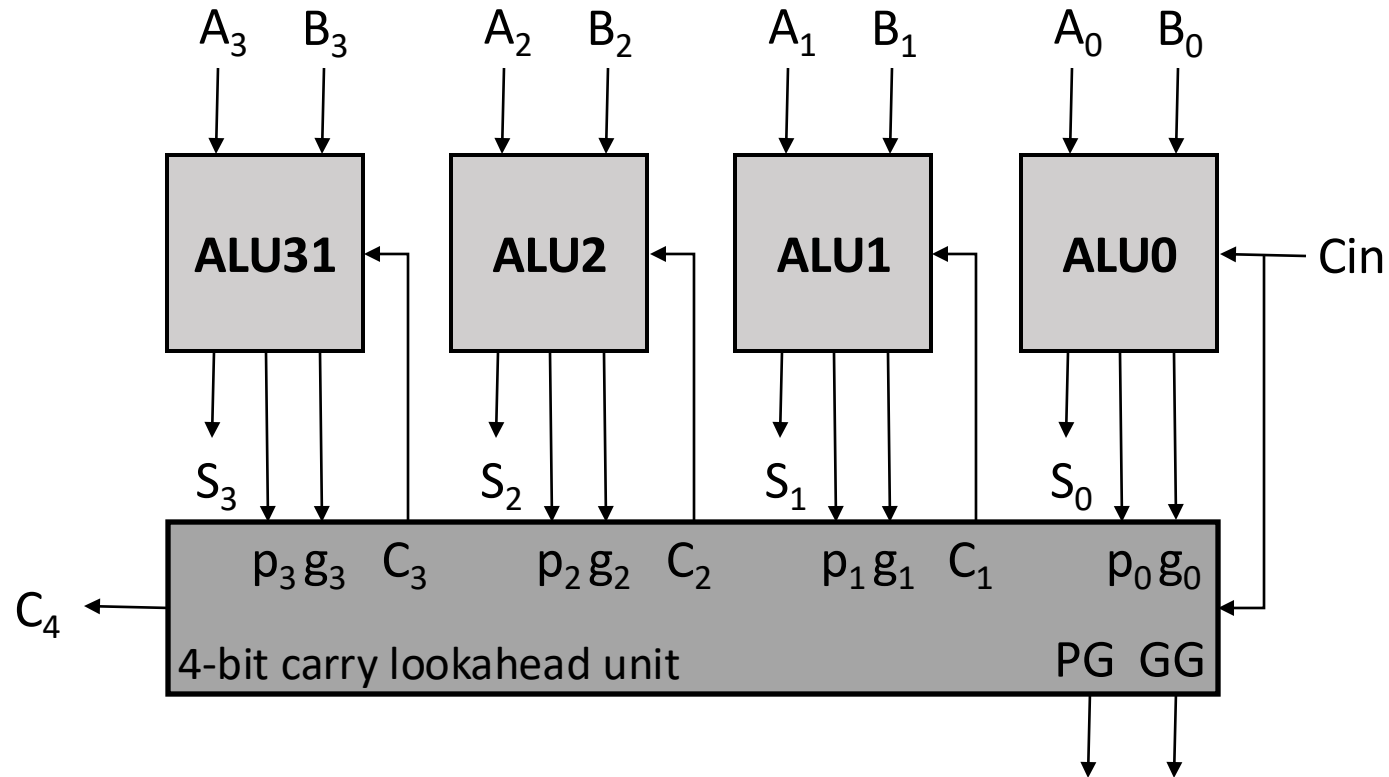 A₃ B₃ A₂ B₂ A₁ B₁ A₀ B₀
ALU31 ALU2 ALU1 ALU0 Cin
S₃ S₂ S₁ S₀
p₃ g₃ C₃ p₂ g₂ C₂ p₁ g₁ C₁ p₀ g₀
C₄
4-bit carry lookahead unit PG GG